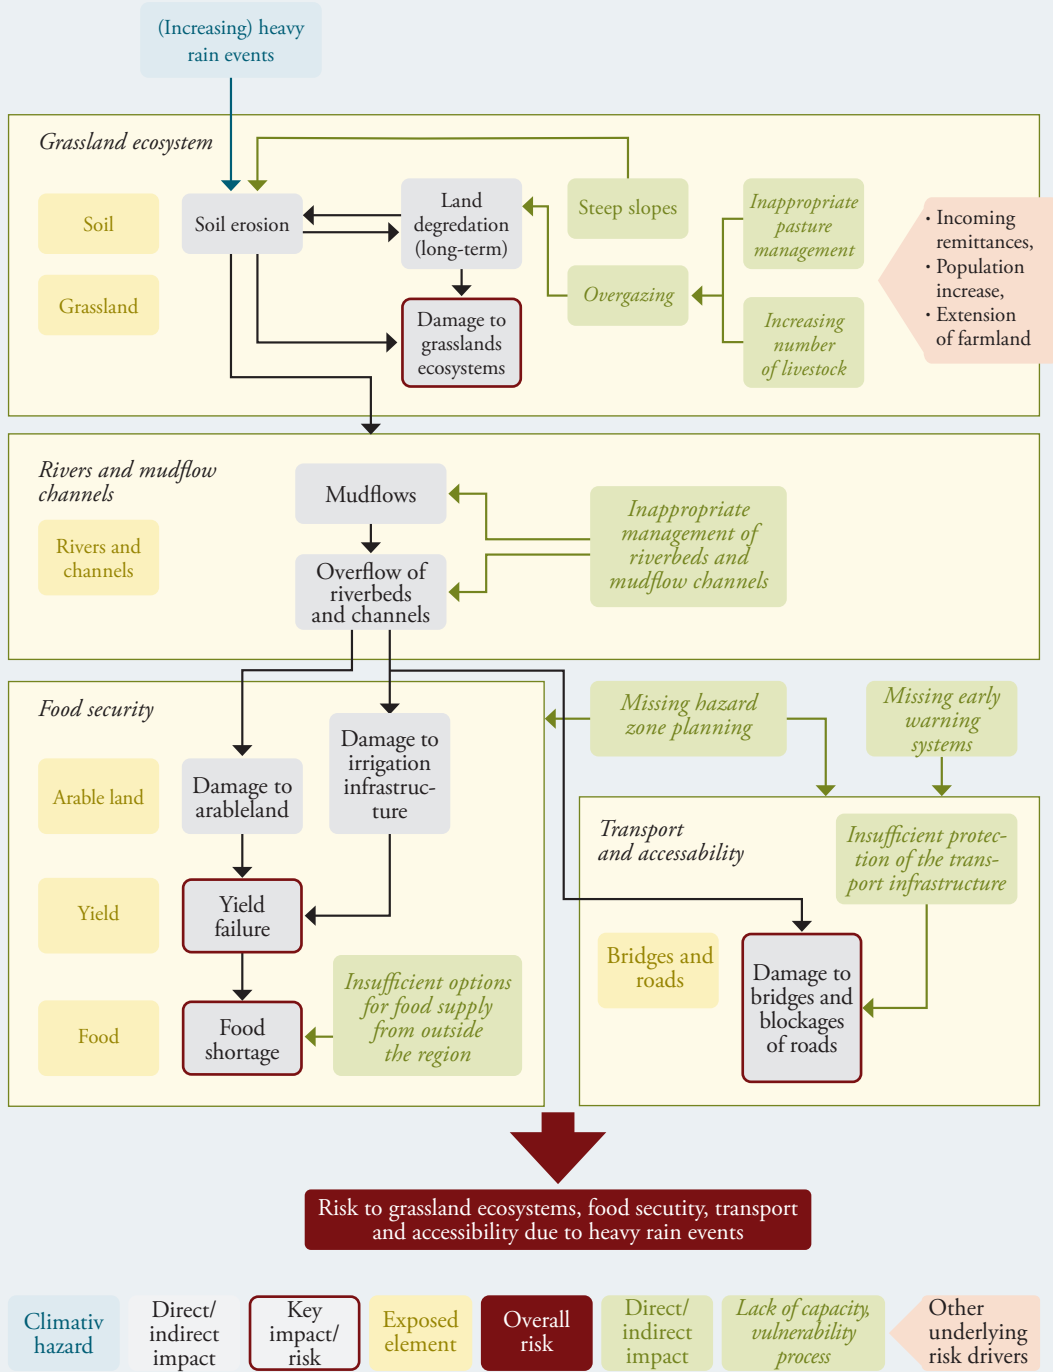 (Increasing) heavy
rain events
Grassland ecosystem
Soil
Grassland
Soil erosion
Land
degredation
(long-term)
Damage to
grasslands
ecosystems
Steep slopes
Overgazing
Inappropriate
pasture
management
Increasing
number
of livestock
· Incoming
remittances,
· Population
increase,
· Extension
of farmland
Rivers and mudflow
channels
Rivers and
channels
Mudflows
Overflow of
riverbeds
and channels
Inappropriate
management of
riverbeds and
mudflow channels
Food security
Arable land
Yield
Food
Damage to
arableland
Damage to
irrigation
infrastruc-
ture
Yield
failure
Food
shortage
Insufficient options
for food supply
from outside
the region
Missing hazard
zone planning
Missing early
warning
systems
Transport
and accessability
Insufficient protec-
tion of the trans-
port infrastructure
Bridges and
roads
Damage to
bridges and
blockages
of roads
Risk to grassland ecosystems, food secutity, transport
and accessibility due to heavy rain events
Climativ
hazard
Direct/
indirect
impact
Key
impact/
risk
Exposed
element
Overall
risk
Direct/
indirect
impact
Lack of capacity,
vulnerability
process
Other
underlying
risk drivers